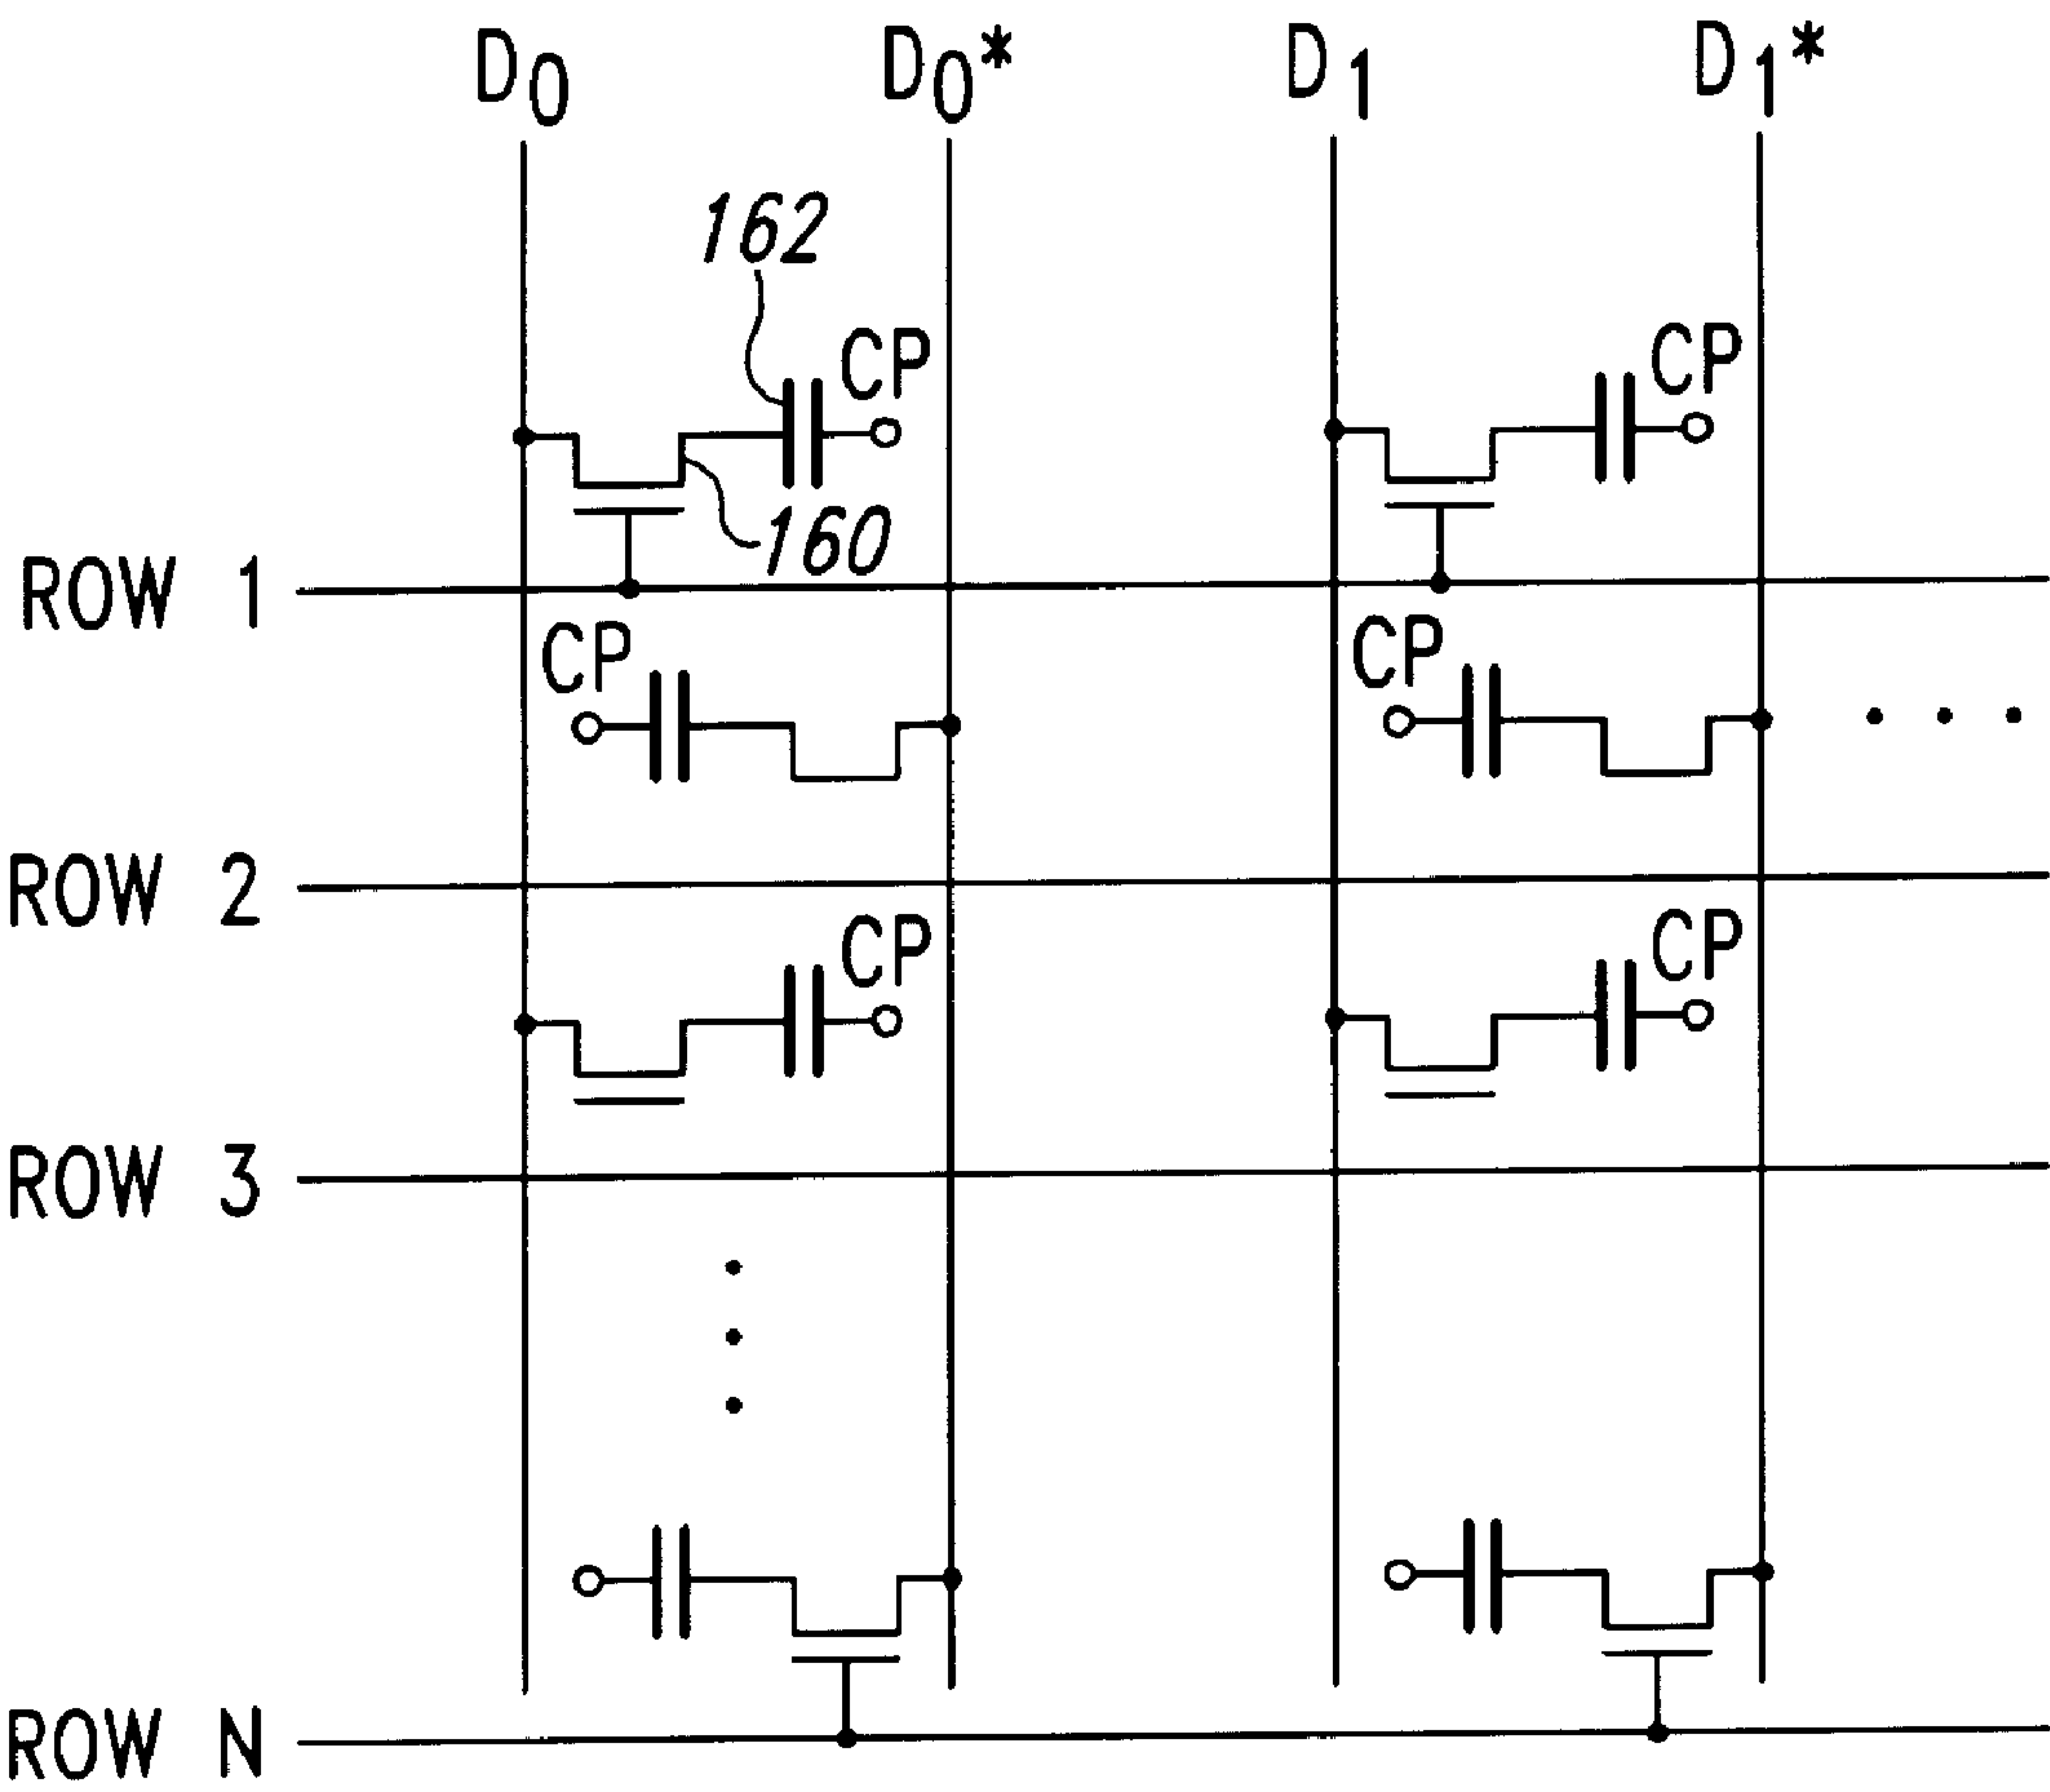 D0 D0* D1 D1*
162
CP CP
160
ROW 1
CP CP
ROW 2
CP CP
ROW 3
ROW N